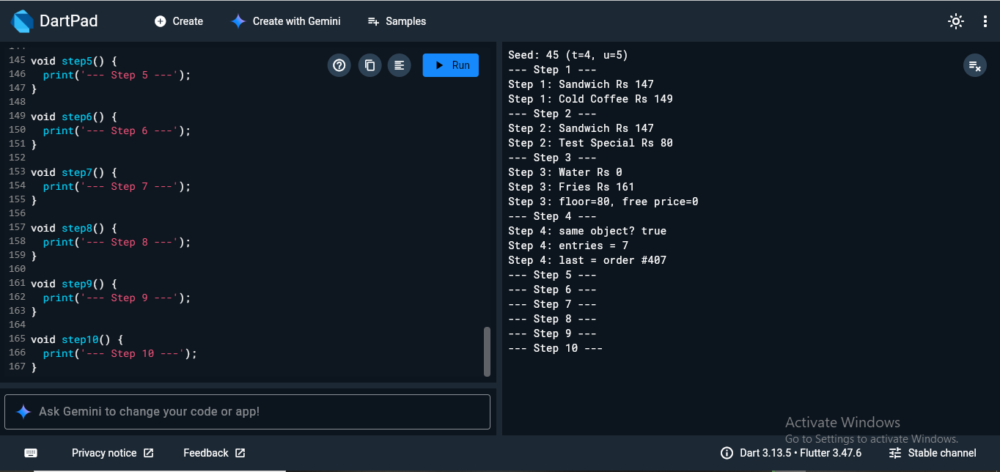 DartPad
Create
Create with Gemini
Samples
145 void step5() {
146   print('--- Step 5 ---');
147 }
148
149 void step6() {
150   print('--- Step 6 ---');
151 }
152
153 void step7() {
154   print('--- Step 7 ---');
155 }
156
157 void step8() {
158   print('--- Step 8 ---');
159 }
160
161 void step9() {
162   print('--- Step 9 ---');
163 }
164
165 void step10() {
166   print('--- Step 10 ---');
167 }
Run
Ask Gemini to change your code or app!
Seed: 45 (t=4, u=5)
--- Step 1 ---
Step 1: Sandwich Rs 147
Step 1: Cold Coffee Rs 149
--- Step 2 ---
Step 2: Sandwich Rs 147
Step 2: Test Special Rs 80
--- Step 3 ---
Step 3: Water Rs 0
Step 3: Fries Rs 161
Step 3: floor=80, free price=0
--- Step 4 ---
Step 4: same object? true
Step 4: entries = 7
Step 4: last = order #407
--- Step 5 ---
--- Step 6 ---
--- Step 7 ---
--- Step 8 ---
--- Step 9 ---
--- Step 10 ---
Activate Windows
Go to Settings to activate Windows.
Privacy notice
Feedback
Dart 3.13.5 • Flutter 3.47.6
Stable channel